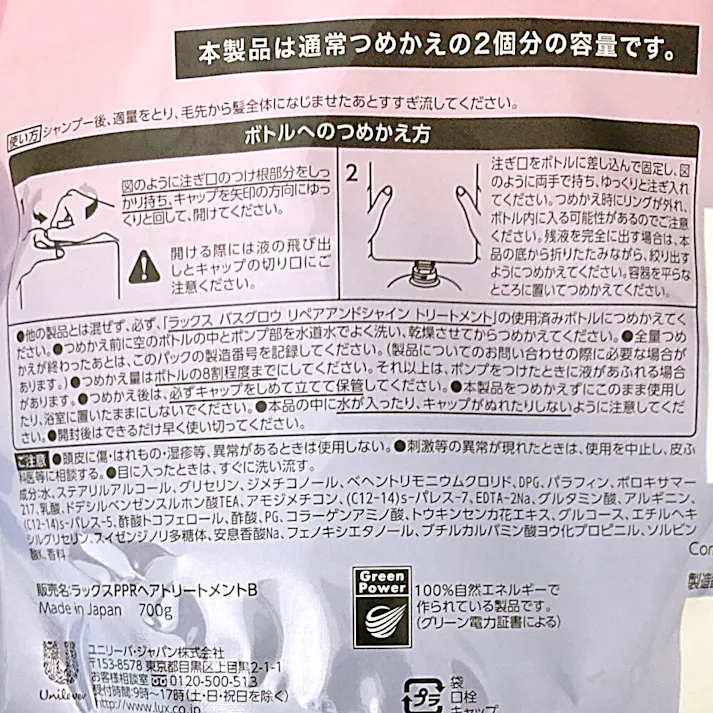 本製品は通常つめかえの2個分の容量です。
使い方 シャンプー後、適量をとり、毛先から髪全体になじませたあとすすぎ流してください。
ボトルへのつめかえ方
図のように注ぎ口のつけ根部分をしっ
かり持ち、キャップを矢印の方向にゆっ
くりと回して、開けてください。
開ける際には液の飛び出
しとキャップの切り口にご
注意ください。
2
注ぎ口をボトルに差し込んで固定し、図
のように両手で持ち、ゆっくりと注ぎ入れ
てください。つめかえ時にリングが外れ、
ボトル内に入る可能性があるのでご注意
ください。残液を完全に出す場合は、本
品の底から折りたたみながら、絞り出す
ようにつめかえてください。容器を平らな
ところに置いてつめかえてください。
●他の製品とは混ぜず、必ず、「ラックス バスグロウ リペアアンドシャイン トリートメント」の使用済みボトルにつめかえてく
ださい。●つめかえ前に空のボトルの中とポンプ部を水道水でよく洗い、乾燥させてからつめかえてください。●全量つめ
かえが終わったあとは、このパックの製造番号を記録してください。(製品についてのお問い合わせの際に必要な場合が
あります。)●つめかえ量はボトルの8割程度までにしてください。それ以上は、ポンプをつけたときに液があふれる場合
があります。●つめかえ後は、必ずキャップをしめて立てて保管してください。●本製品をつめかえずにこのまま使用し
たり、浴室に置いたままにしないでください。●本品の中に水が入ったり、キャップがぬれたりしないように注意してくだ
さい。●開封後はできるだけ早く使い切ってください。
ご注意 ●頭皮に傷・はれもの・湿疹等、異常があるときは使用しない。●刺激等の異常が現れたときは、使用を中止し、皮ふ
科医等に相談する。●目に入ったときは、すぐに洗い流す。
成分:水、ステアリルアルコール、グリセリン、ジメチコノール、ベヘントリモニウムクロリド、DPG、パラフィン、ポロキサマー
217、乳酸、ドデシルベンゼンスルホン酸TEA、アモジメチコン、(C12-14)s-パレス-7、EDTA-2Na、グルタミン酸、アルギニン、
(C12-14)s-パレス-5、酢酸トコフェロール、酢酸、PG、コラーゲンアミノ酸、トウキンセンカ花エキス、グルコース、エチルヘキ
シルグリセリン、スイゼンジノリ多糖体、安息香酸Na、フェノキシエタノール、ブチルカルバミン酸ヨウ化プロピニル、ソルビン
酸K、香料
販売名:ラックスPPRヘアトリートメントB
Made in Japan 700g
Green
Power
100%自然エネルギーで
作られている製品です。
(グリーン電力証書による)
Unilever
ユニリーバ・ジャパン株式会社
〒153-8578 東京都目黒区上目黒2-1-1
お客様相談室 0120-500-513
受付時間:9時~17時(土・日・祝日を除く)
http://www.lux.co.jp
プラ
袋
口栓
キャップ
Con
製造